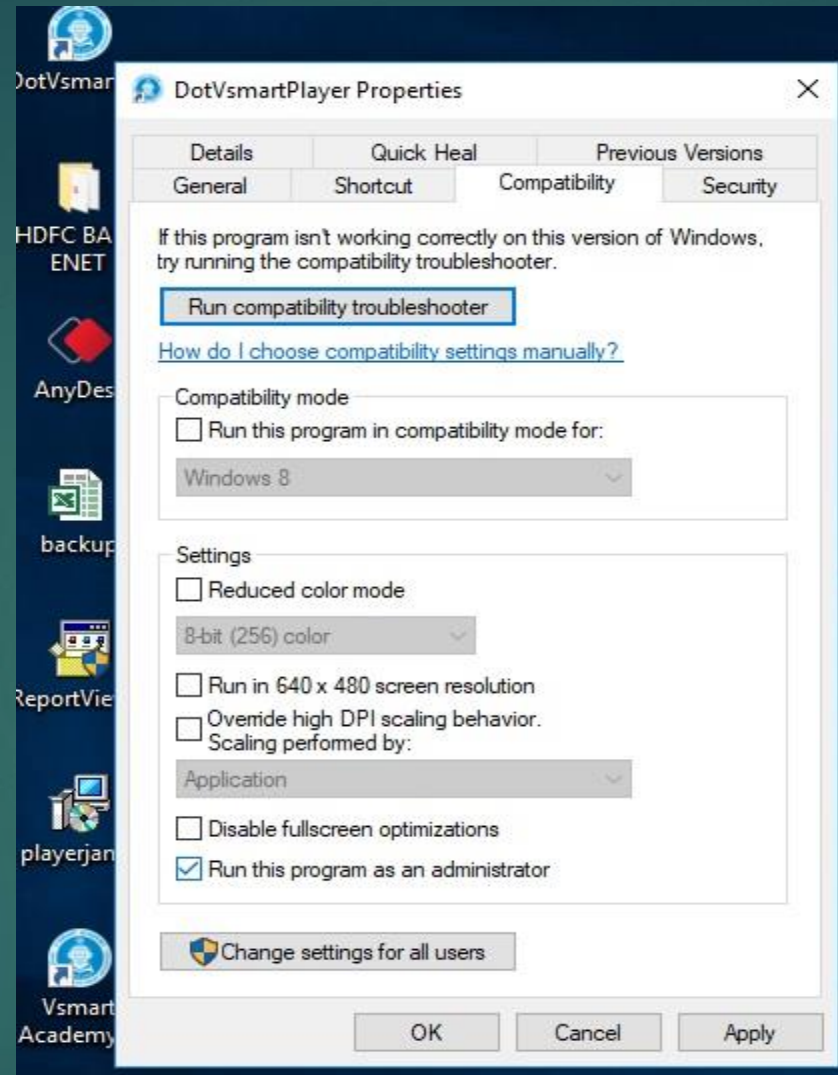 DotVsmar
HDFC BA
ENET
AnyDes
backup
ReportVie
playerjan
Vsmart
Academy
DotVsmartPlayer Properties
Details Quick Heal Previous Versions
General Shortcut Compatibility Security
If this program isn't working correctly on this version of Windows,
try running the compatibility troubleshooter.
Run compatibility troubleshooter
How do I choose compatibility settings manually?
Compatibility mode
Run this program in compatibility mode for:
Windows 8
Settings
Reduced color mode
8-bit (256) color
Run in 640 x 480 screen resolution
Override high DPI scaling behavior.
Scaling performed by:
Application
Disable fullscreen optimizations
Run this program as an administrator
Change settings for all users
OK Cancel Apply